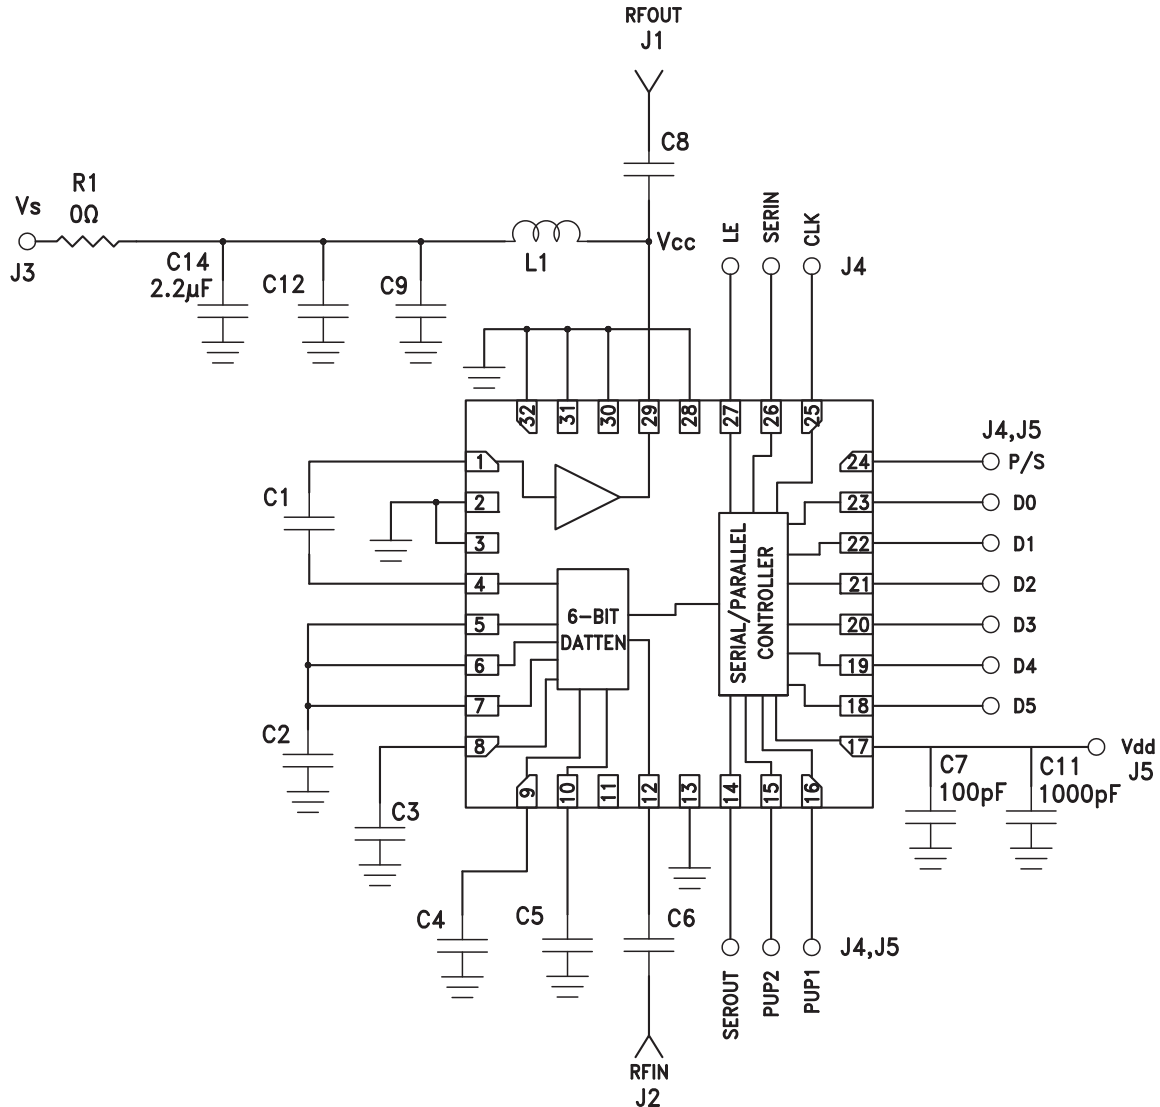 RFOUT
J1
C8
R1
0Ω
Vs
J3
C14
2.2µF
C12
C9
L1
Vcc
LE
SERIN
CLK
J4
32
31
30
29
28
27
26
25
J4,J5
1
24
P/S
C1
2
23
D0
3
22
D1
4
21
D2
SERIAL/PARALLEL
CONTROLLER
6-BIT
DATTEN
5
20
D3
6
19
D4
7
18
D5
C2
8
17
Vdd
J5
C7
100pF
C11
1000pF
9
10
11
12
13
14
15
16
C3
C4
C5
C6
J4,J5
SEROUT
PUP2
PUP1
RFIN
J2